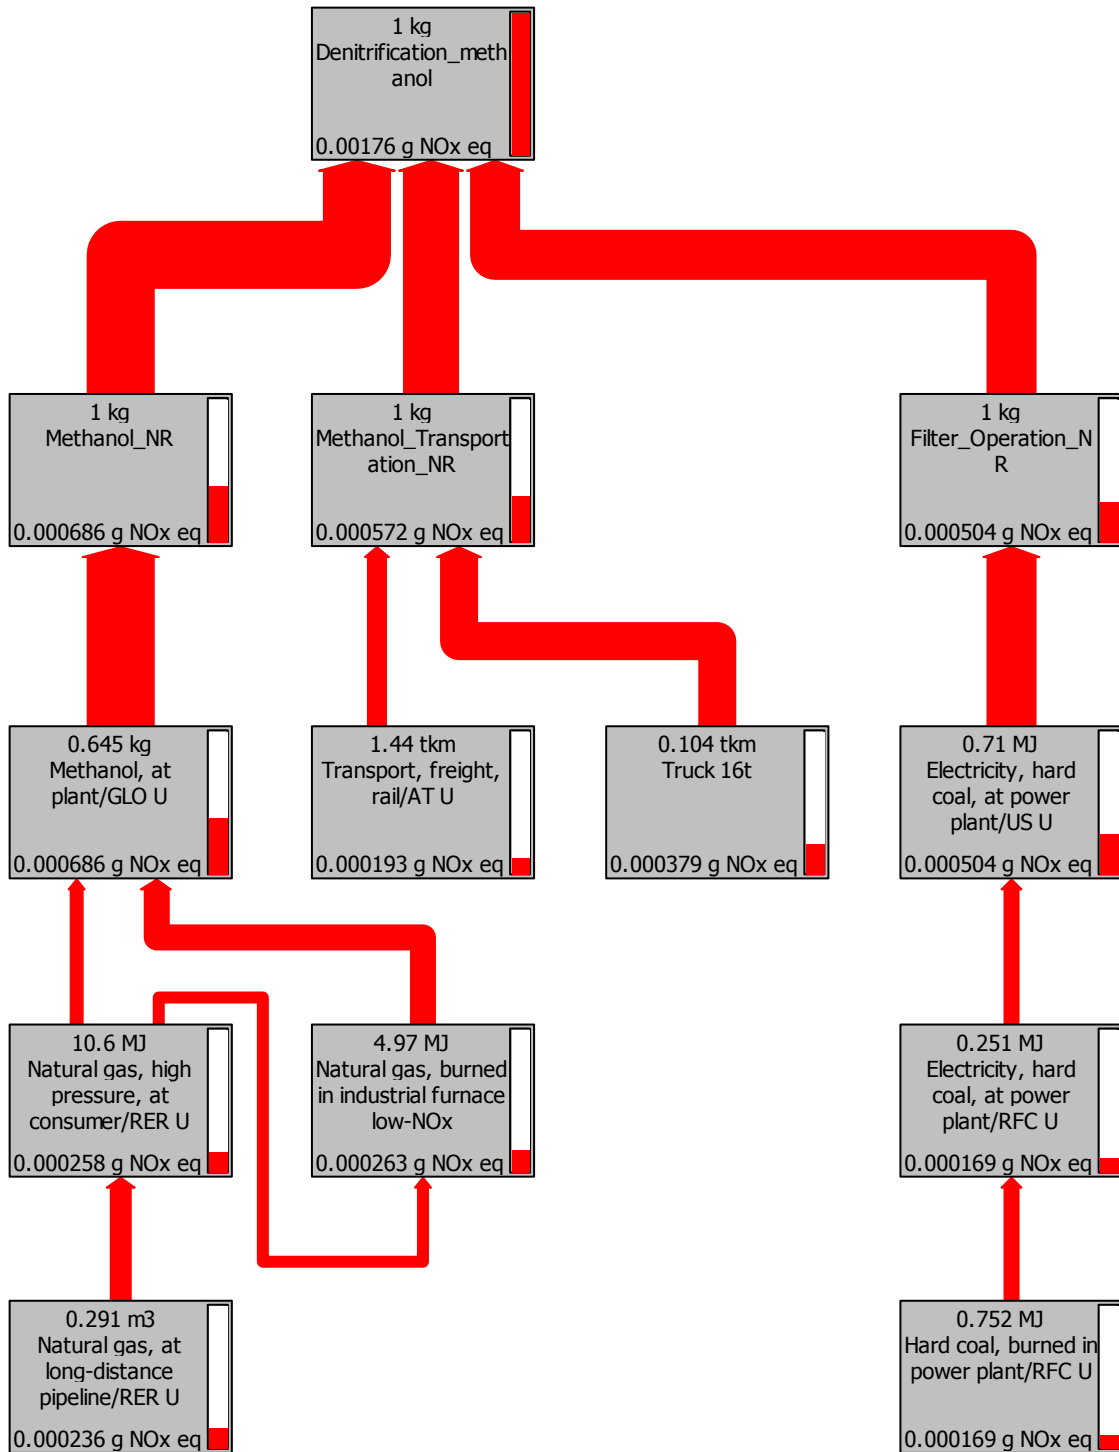 1 kg
Denitrification_meth
anol
0.00176 g NOx eq
1 kg
Methanol_NR
0.000686 g NOx eq
1 kg
Methanol_Transport
ation_NR
0.000572 g NOx eq
1 kg
Filter_Operation_N
R
0.000504 g NOx eq
0.645 kg
Methanol, at
plant/GLO U
0.000686 g NOx eq
1.44 tkm
Transport, freight,
rail/AT U
0.000193 g NOx eq
0.104 tkm
Truck 16t
0.000379 g NOx eq
0.71 MJ
Electricity, hard
coal, at power
plant/US U
0.000504 g NOx eq
10.6 MJ
Natural gas, high
pressure, at
consumer/RER U
0.000258 g NOx eq
4.97 MJ
Natural gas, burned
in industrial furnace
low-NOx
0.000263 g NOx eq
0.251 MJ
Electricity, hard
coal, at power
plant/RFC U
0.000169 g NOx eq
0.291 m3
Natural gas, at
long-distance
pipeline/RER U
0.000236 g NOx eq
0.752 MJ
Hard coal, burned in
power plant/RFC U
0.000169 g NOx eq